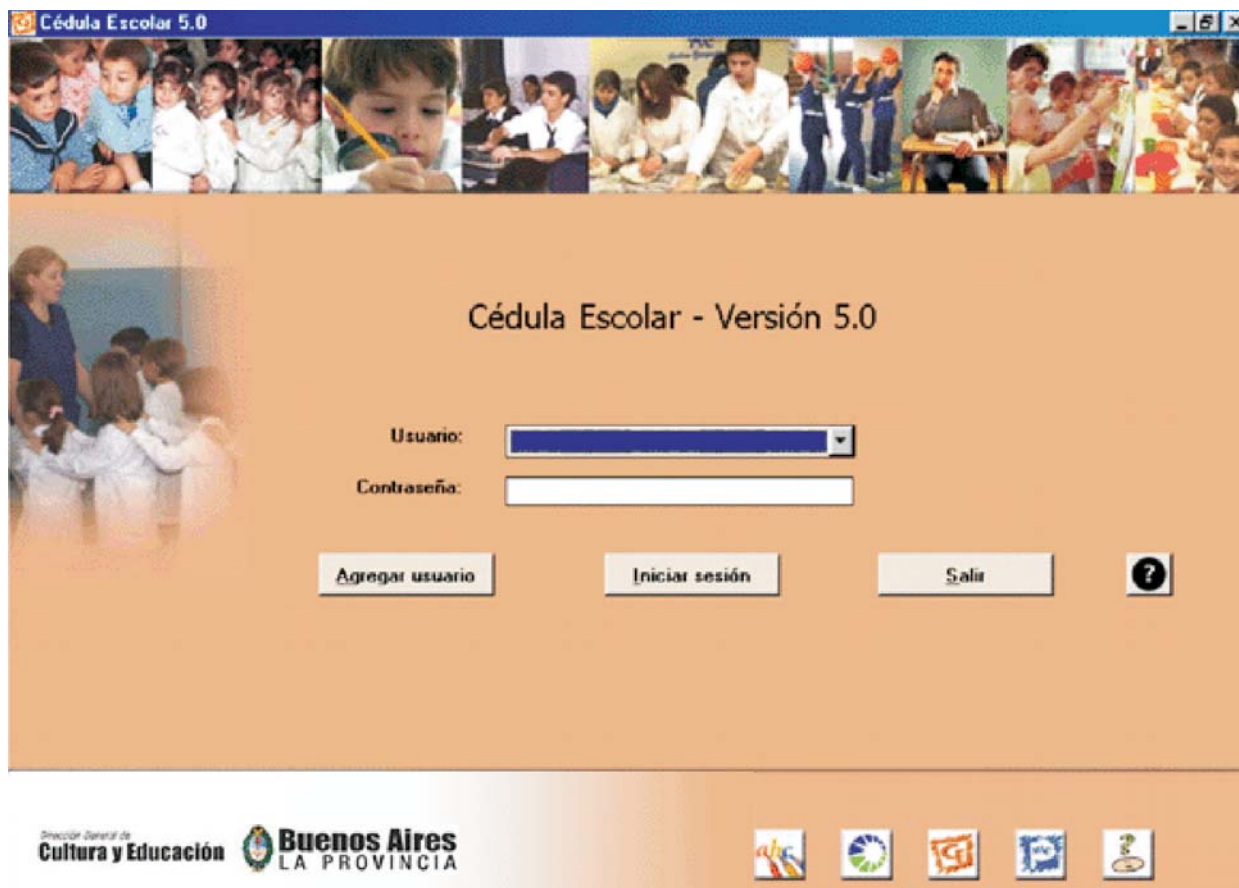 Cédula Escolar 5.0
Cédula Escolar - Versión 5.0
Usuario:
Contraseña:
Agregar usuario
Iniciar sesión
Salir
?
Dirección General de
Cultura y Educación
Buenos Aires
LA PROVINCIA
abc